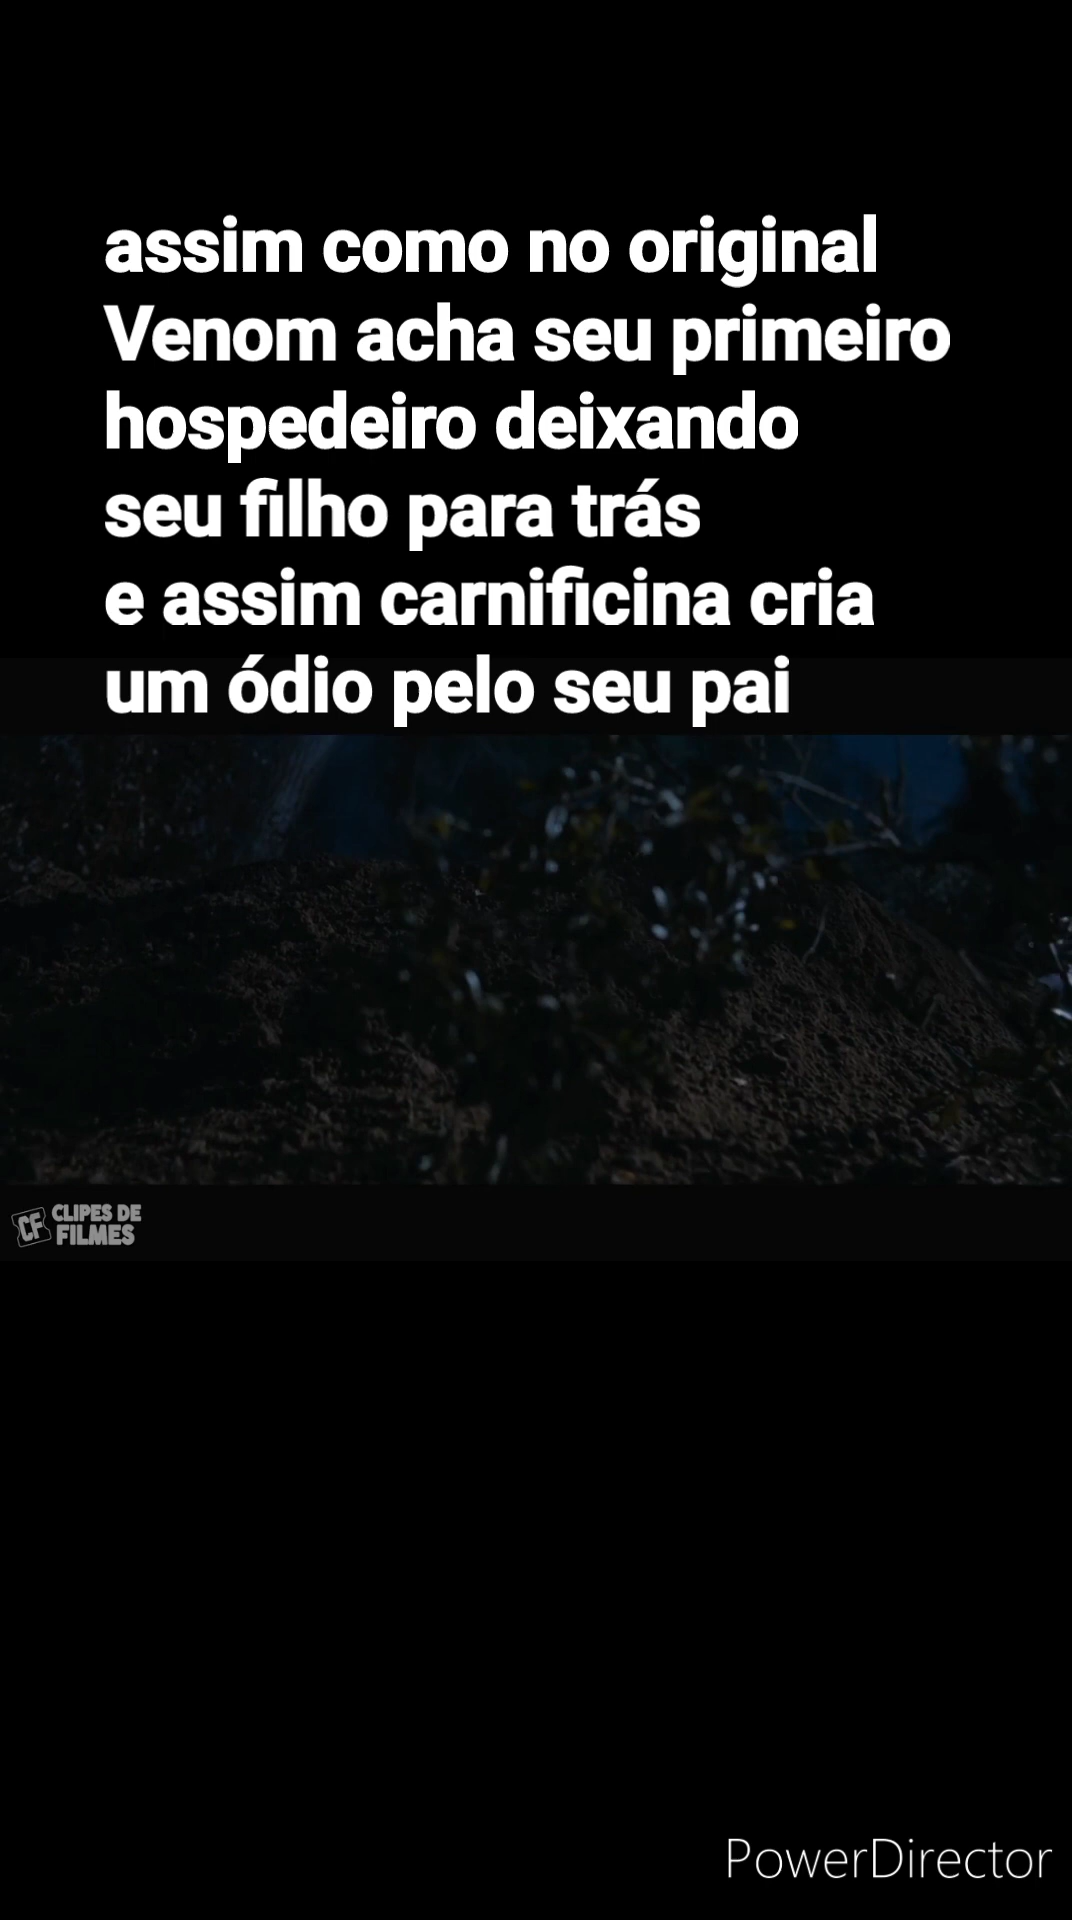 assim como no original
Venom acha seu primeiro
hospedeiro deixando
seu filho para trás
e assim carnificina cria
um ódio pelo seu pai
CF CLIPES DE
FILMES
PowerDirector